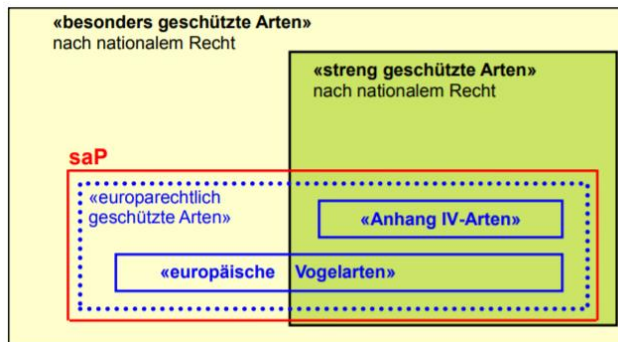 «besonders geschützte Arten»
nach nationalem Recht
«streng geschützte Arten»
nach nationalem Recht
saP
«europarechtlich
geschützte Arten»
«Anhang IV-Arten»
«europäische Vogelarten»